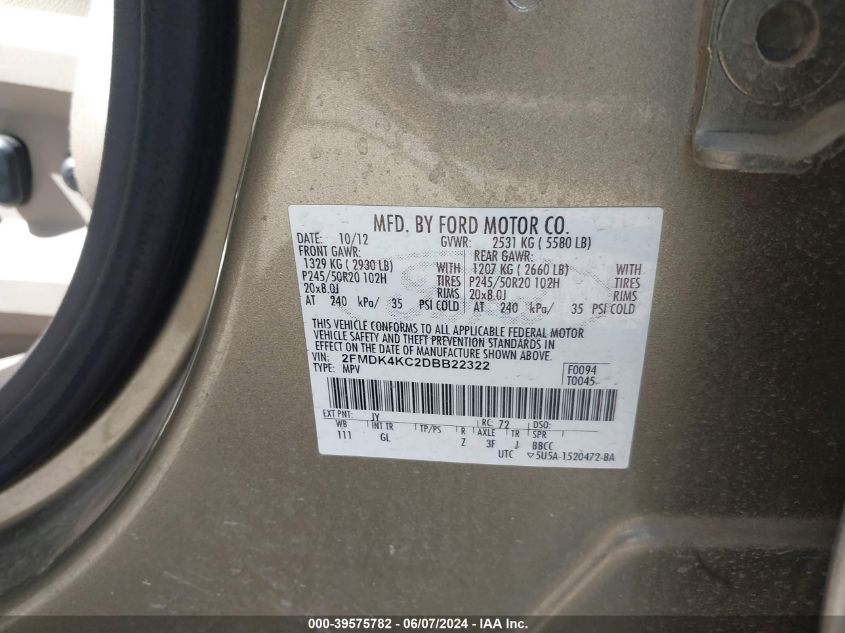 MFD. BY FORD MOTOR CO.
DATE: 10/12 GVWR: 2531 KG ( 5580 LB)
FRONT GAWR: REAR GAWR:
1329 KG ( 2930 LB) WITH 1207 KG ( 2660 LB) WITH
P245/50R20 102H TIRES P245/50R20 102H TIRES
20x8.0J RIMS 20x8.0J RIMS
AT 240 kPa/ 35 PSI COLD AT 240 kPa/ 35 PSI COLD
THIS VEHICLE CONFORMS TO ALL APPLICABLE FEDERAL MOTOR
VEHICLE SAFETY AND THEFT PREVENTION STANDARDS IN
EFFECT ON THE DATE OF MANUFACTURE SHOWN ABOVE.
VIN: 2FMDK4KC2DBB22322 F0094
TYPE: MPV T0045
EXT PNT: JY RC: 72 DSO:
WB INT TR TP/PS R AXLE TR SPR
111 GL Z 3F J BBCC
UTC 5U5A-1520472-BA
000-39575782 - 06/07/2024 - IAA Inc.